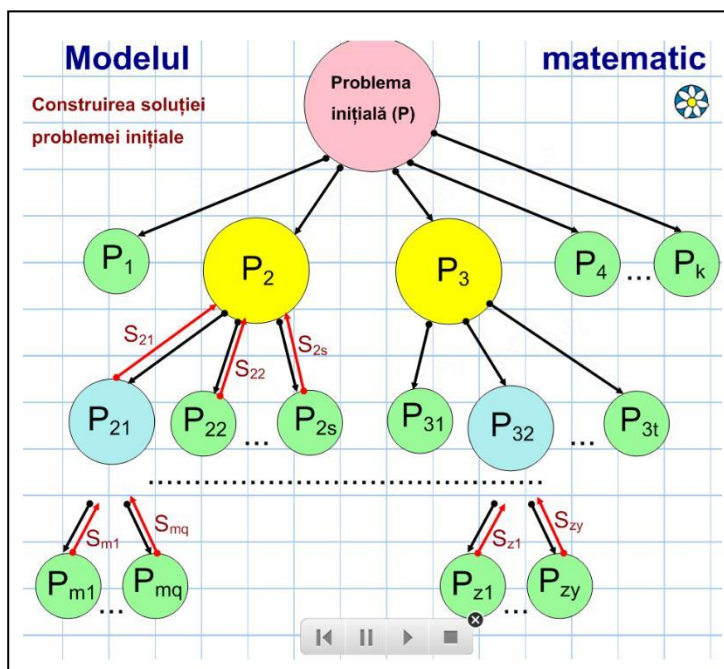 Modelul matematic
Construirea soluției
problemei inițiale
Problema
inițială (P)
P1 P2 P3 P4 ... Pk
S21 S22 S2s
P21 P22 ... P2s P31 P32 ... P3t
................................................
Sm1 Smq Sz1 Szy
Pm1 ... Pmq Pz1 ... Pzy